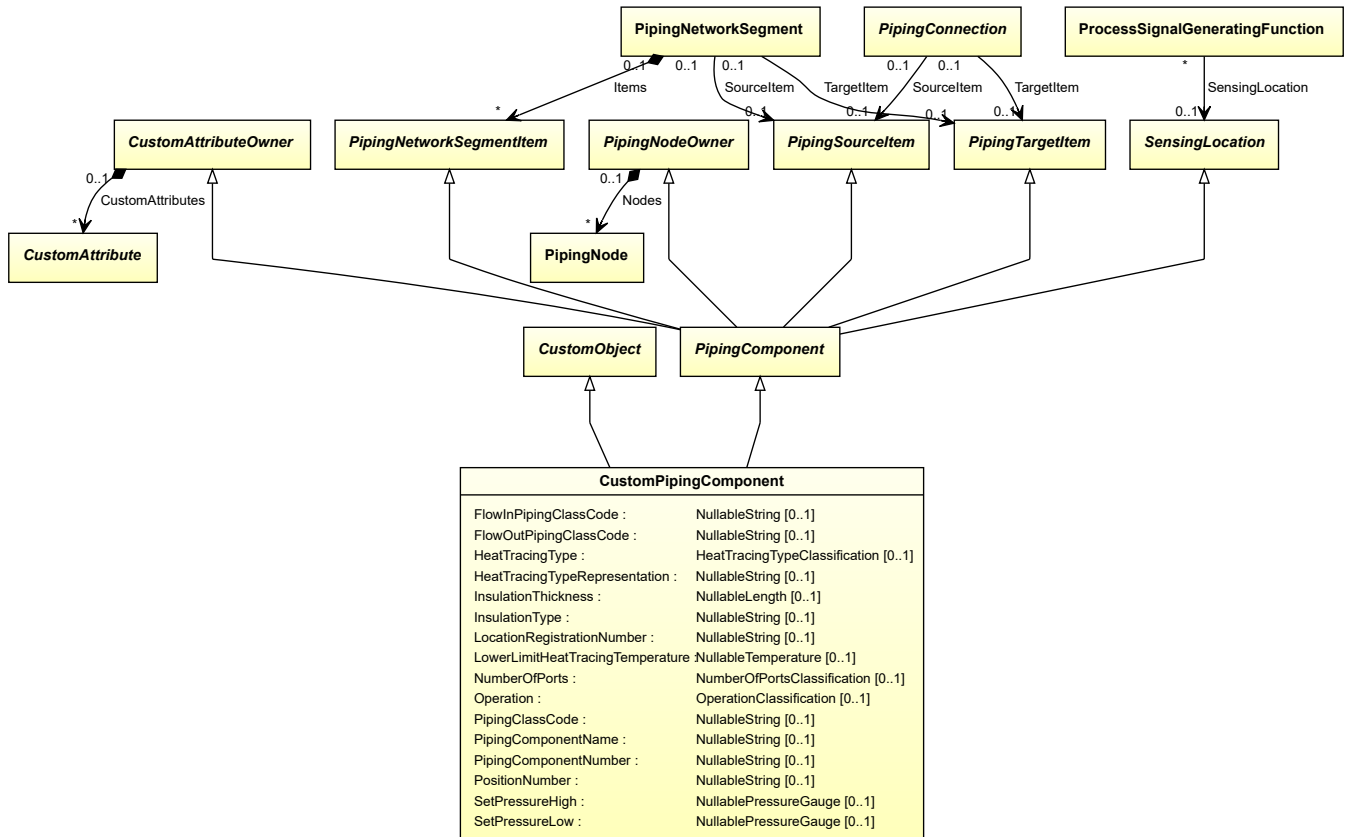 PipingNetworkSegment
PipingConnection
ProcessSignalGeneratingFunction
0..1
0..1
0..1
0..1
0..1
*
Items
SourceItem
TargetItem
SourceItem
TargetItem
SensingLocation
*
0..1
0..1
0..1
0..1
0..1
CustomAttributeOwner
PipingNetworkSegmentItem
PipingNodeOwner
PipingSourceItem
PipingTargetItem
SensingLocation
0..1
0..1
CustomAttributes
Nodes
*
*
CustomAttribute
PipingNode
CustomObject
PipingComponent
CustomPipingComponent
FlowInPipingClassCode : NullableString [0..1]
FlowOutPipingClassCode : NullableString [0..1]
HeatTracingType : HeatTracingTypeClassification [0..1]
HeatTracingTypeRepresentation : NullableString [0..1]
InsulationThickness : NullableLength [0..1]
InsulationType : NullableString [0..1]
LocationRegistrationNumber : NullableString [0..1]
LowerLimitHeatTracingTemperature : NullableTemperature [0..1]
NumberOfPorts : NumberOfPortsClassification [0..1]
Operation : OperationClassification [0..1]
PipingClassCode : NullableString [0..1]
PipingComponentName : NullableString [0..1]
PipingComponentNumber : NullableString [0..1]
PositionNumber : NullableString [0..1]
SetPressureHigh : NullablePressureGauge [0..1]
SetPressureLow : NullablePressureGauge [0..1]